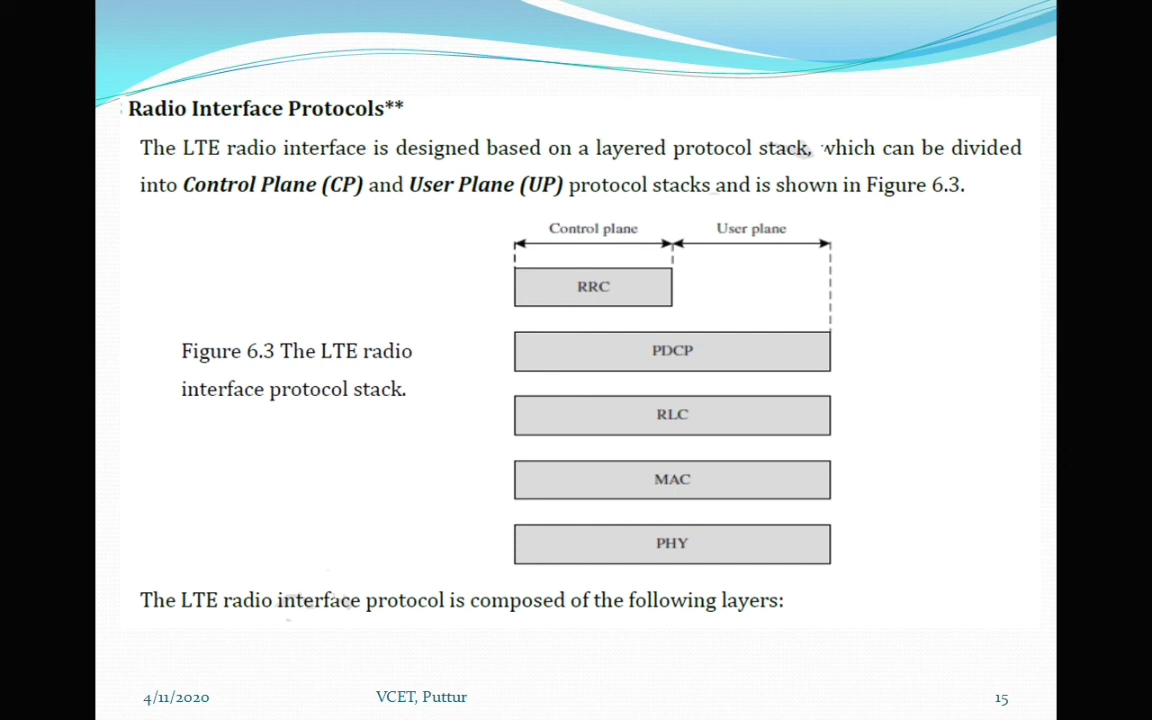 Radio Interface Protocols**
The LTE radio interface is designed based on a layered protocol stack, which can be divided
into Control Plane (CP) and User Plane (UP) protocol stacks and is shown in Figure 6.3.
Control plane User plane
RRC
PDCP
Figure 6.3 The LTE radio
interface protocol stack.
RLC
MAC
PHY
The LTE radio interface protocol is composed of the following layers:
4/11/2020 VCET, Puttur 15